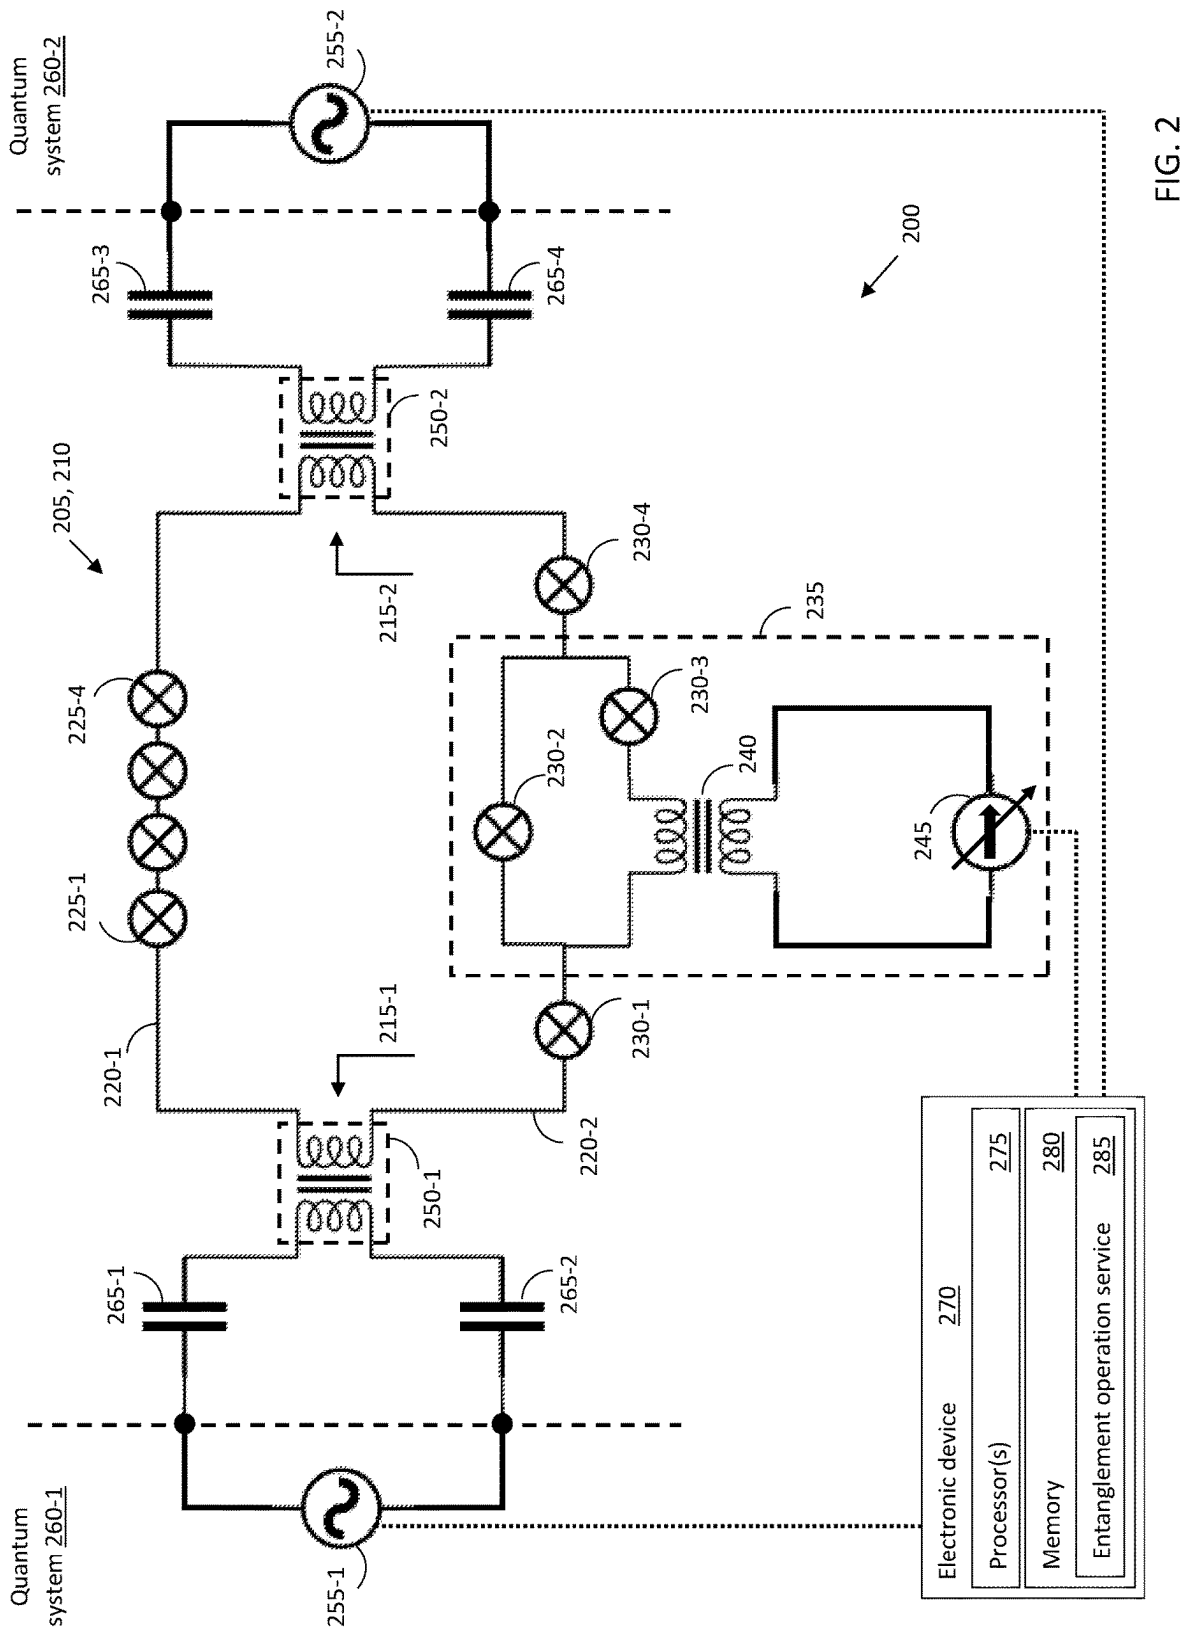 Quantum
system 260-1
255-1
265-1
265-2
250-1
215-1
220-1
220-2
225-1
225-4
205, 210
230-1
230-2
230-3
230-4
235
240
245
215-2
250-2
265-3
265-4
Quantum
system 260-2
255-2
200
Electronic device 270
Processor(s) 275
Memory 280
Entanglement operation service 285
FIG. 2